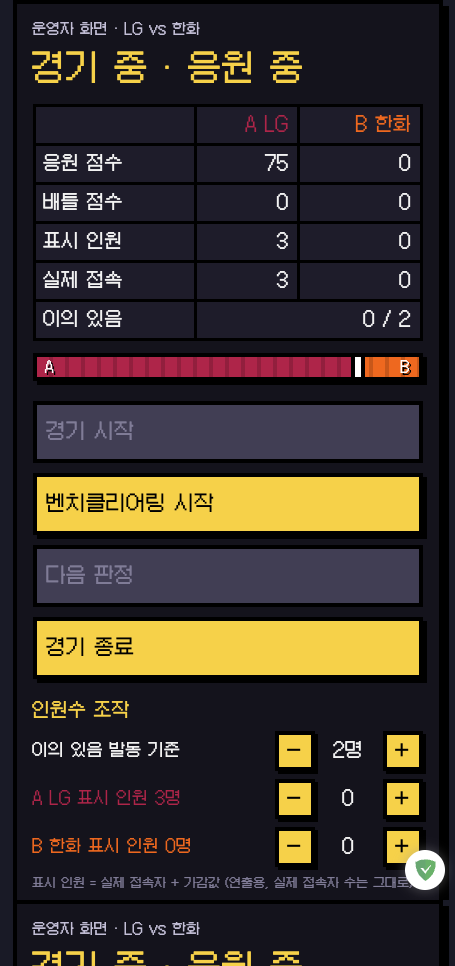 운영자 화면 · LG vs 한화
경기 중 · 응원 중
A LG B 한화
응원 점수 75 0
배틀 점수 0 0
표시 인원 3 0
실제 접속 3 0
이의 있음 0 / 2
A B
경기 시작
벤치클리어링 시작
다음 판정
경기 종료
인원수 조작
이의 있음 발동 기준 − 2명 +
A LG 표시 인원 3명 − 0 +
B 한화 표시 인원 0명 − 0 +
표시 인원 = 실제 접속자 + 가감값 (연출용, 실제 접속자 수는 그대로)
운영자 화면 · LG vs 한화
경기 중 · 응원 중